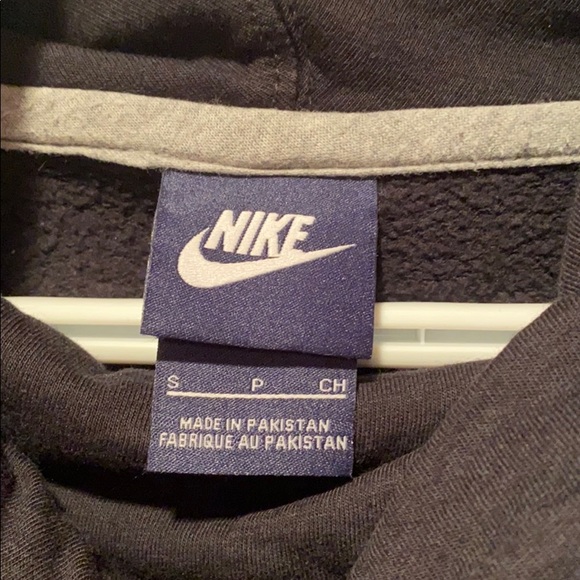 NIKE
S P CH
MADE IN PAKISTAN
FABRIQUE AU PAKISTAN